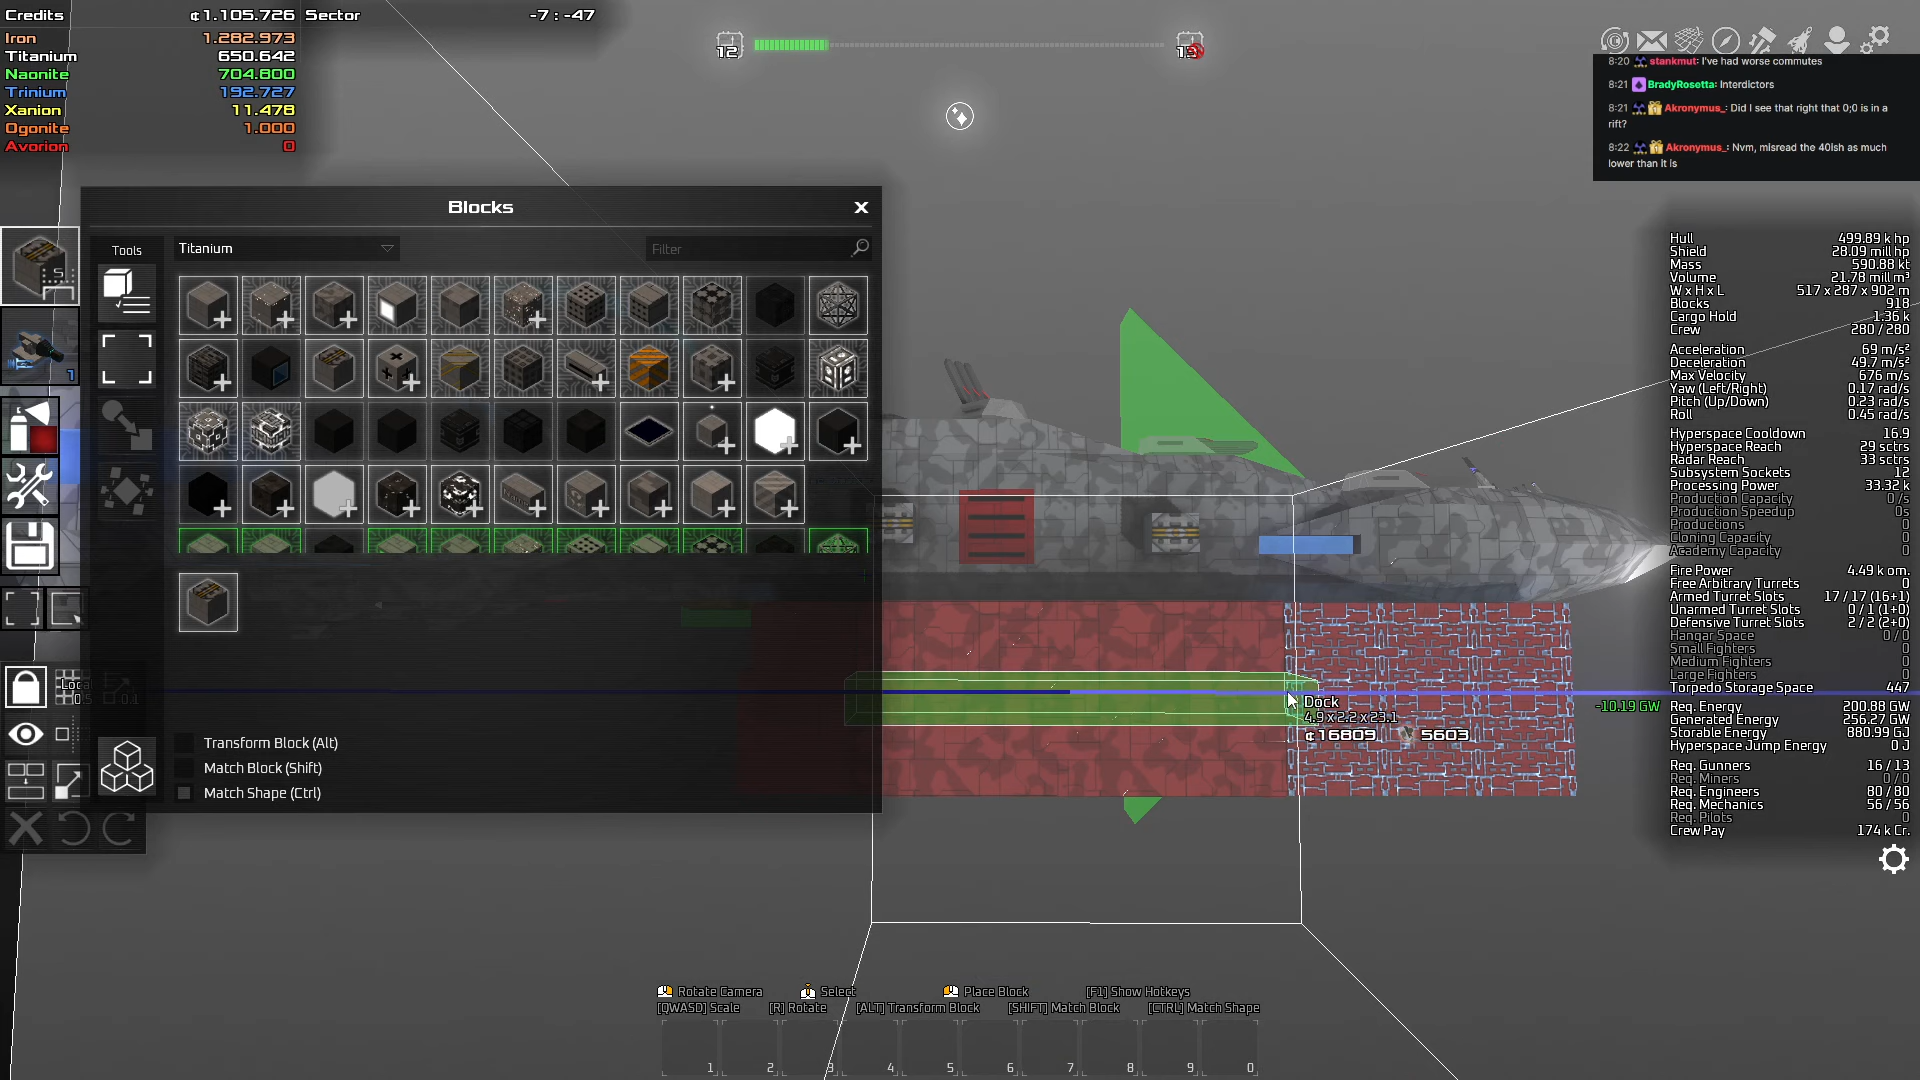 Credits ¢1.105.726 Sector -7 : -47
Iron 1.282.973
Titanium 650.642
Naonite 704.800
Trinium 192.727
Xanion 11.478
Ogonite 1.000
Avorion 0
12
8:20 stankmut: I've had worse commutes
8:21 BradyRosetta: Interdictors
8:21 Akronymus_: Did I see that right that 0;0 is in a
rift?
8:22 Akronymus_: Nvm, misread the 40ish as much
lower than it is
Blocks
X
Tools
Titanium
Filter
S
1
Transform Block (Alt)
Match Block (Shift)
Match Shape (Ctrl)
Dock
4.9 x 2.2 x 23.1
¢16809 5603
Hull 499.89 k hp
Shield 28.09 mill hp
Mass 590.88 kt
Volume 21.78 mill m³
W x H x L 517 x 287 x 902 m
Blocks 918
Cargo Hold 1.36 k
Crew 280 / 280
Acceleration 69 m/s²
Deceleration 49.7 m/s²
Max Velocity 676 m/s
Yaw (Left/Right) 0.17 rad/s
Pitch (Up/Down) 0.23 rad/s
Roll 0.45 rad/s
Hyperspace Cooldown 16.9
Hyperspace Reach 29 sctrs
Radar Reach 33 sctrs
Subsystem Sockets 12
Processing Power 33.32 k
Production Capacity 0 /s
Production Speedup 0s
Productions 0
Cloning Capacity 0
Academy Capacity 0
Fire Power 4.49 k om.
Free Arbitrary Turrets 0
Armed Turret Slots 17 / 17 (16+1)
Unarmed Turret Slots 0 / 1 (1+0)
Defensive Turret Slots 2 / 2 (2+0)
Hangar Space 0 / 0
Small Fighters 0
Medium Fighters 0
Large Fighters 0
Torpedo Storage Space 447
-10.19 GW Req. Energy 200.88 GW
Generated Energy 256.27 GW
Storable Energy 880.99 GJ
Hyperspace Jump Energy 0 J
Req. Gunners 16 / 13
Req. Miners 0 / 0
Req. Engineers 80 / 80
Req. Mechanics 56 / 56
Req. Pilots 0
Crew Pay 174 k Cr.
Rotate Camera Select Place Block [F1] Show Hotkeys
[QWASD] Scale [R] Rotate [ALT] Transform Block [SHIFT] Match Block [CTRL] Match Shape
1 2 3 4 5 6 7 8 9 0